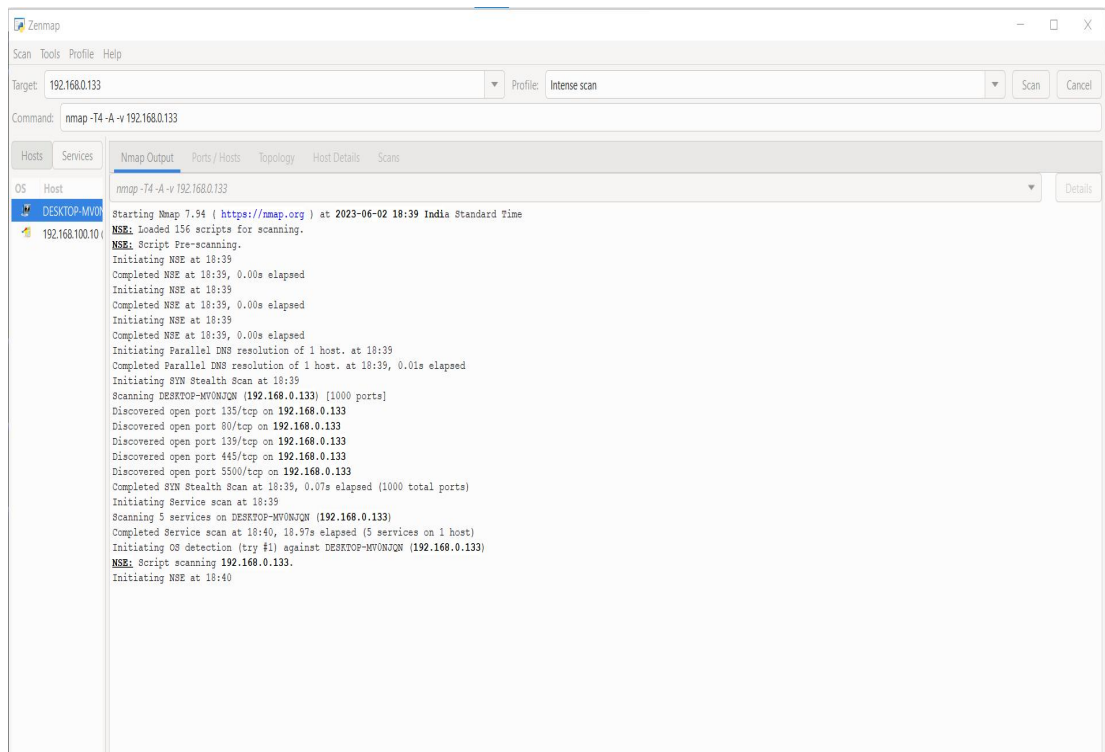 Zenmap
Scan Tools Profile Help
Target: 192.168.0.133 Profile: Intense scan Scan Cancel
Command: nmap -T4 -A -v 192.168.0.133
Hosts Services Nmap Output Ports / Hosts Topology Host Details Scans
OS Host nmap -T4 -A -v 192.168.0.133 Details
DESKTOP-MV0N
192.168.100.10 (
Starting Nmap 7.94 ( https://nmap.org ) at 2023-06-02 18:39 India Standard Time
NSE: Loaded 156 scripts for scanning.
NSE: Script Pre-scanning.
Initiating NSE at 18:39
Completed NSE at 18:39, 0.00s elapsed
Initiating NSE at 18:39
Completed NSE at 18:39, 0.00s elapsed
Initiating NSE at 18:39
Completed NSE at 18:39, 0.00s elapsed
Initiating Parallel DNS resolution of 1 host. at 18:39
Completed Parallel DNS resolution of 1 host. at 18:39, 0.01s elapsed
Initiating SYN Stealth Scan at 18:39
Scanning DESKTOP-MV0NJQN (192.168.0.133) [1000 ports]
Discovered open port 135/tcp on 192.168.0.133
Discovered open port 80/tcp on 192.168.0.133
Discovered open port 139/tcp on 192.168.0.133
Discovered open port 445/tcp on 192.168.0.133
Discovered open port 5500/tcp on 192.168.0.133
Completed SYN Stealth Scan at 18:39, 0.07s elapsed (1000 total ports)
Initiating Service scan at 18:39
Scanning 5 services on DESKTOP-MV0NJQN (192.168.0.133)
Completed Service scan at 18:40, 18.97s elapsed (5 services on 1 host)
Initiating OS detection (try #1) against DESKTOP-MV0NJQN (192.168.0.133)
NSE: Script scanning 192.168.0.133.
Initiating NSE at 18:40